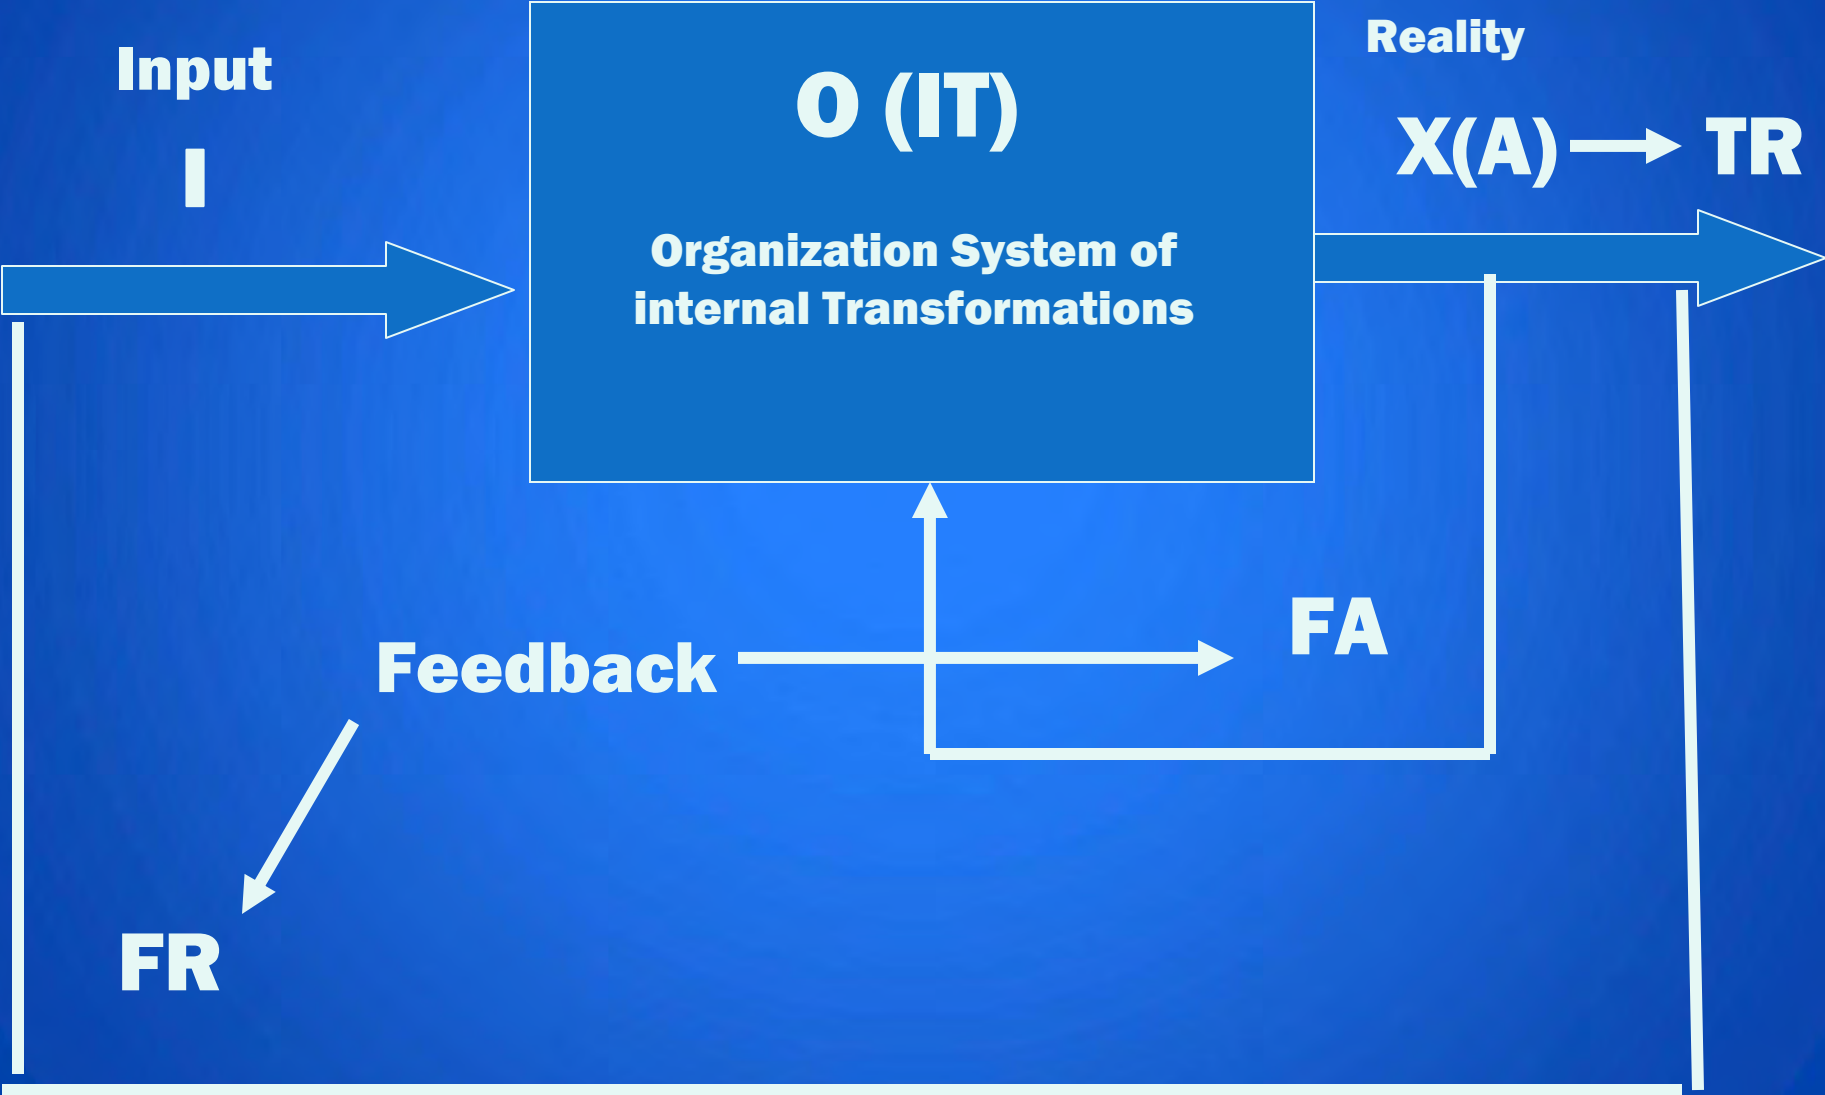 Input
I
O (IT)
Organization System of
internal Transformations
Reality
X(A) TR
Feedback
FA
FR